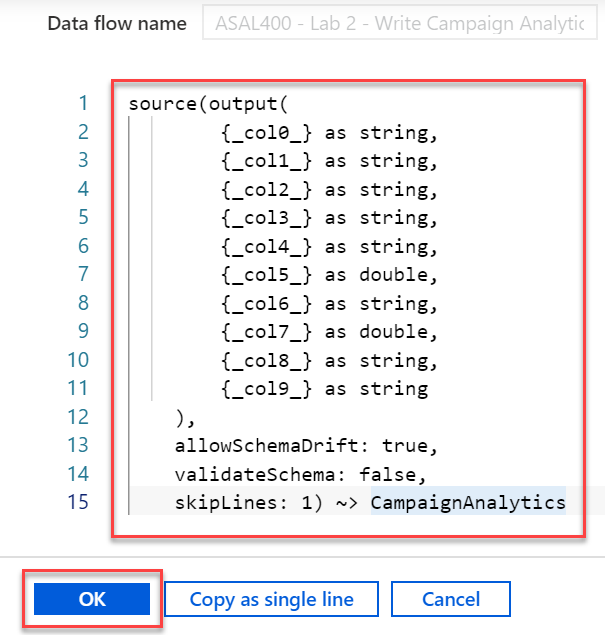 Data flow name ASAL400 - Lab 2 - Write Campaign Analytic
1 source(output(
2 {_col0_} as string,
3 {_col1_} as string,
4 {_col2_} as string,
5 {_col3_} as string,
6 {_col4_} as string,
7 {_col5_} as double,
8 {_col6_} as string,
9 {_col7_} as double,
10 {_col8_} as string,
11 {_col9_} as string
12 ),
13 allowSchemaDrift: true,
14 validateSchema: false,
15 skipLines: 1) ~> CampaignAnalytics
OK Copy as single line Cancel